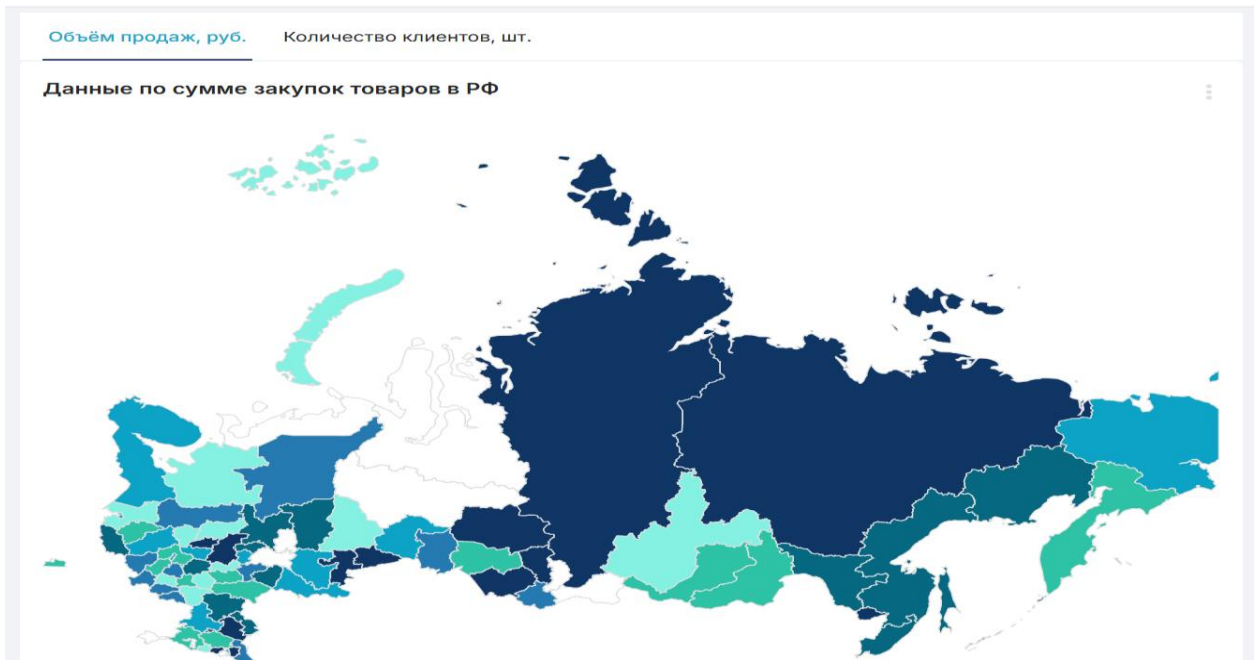 Объём продаж, руб. Количество клиентов, шт.
Данные по сумме закупок товаров в РФ